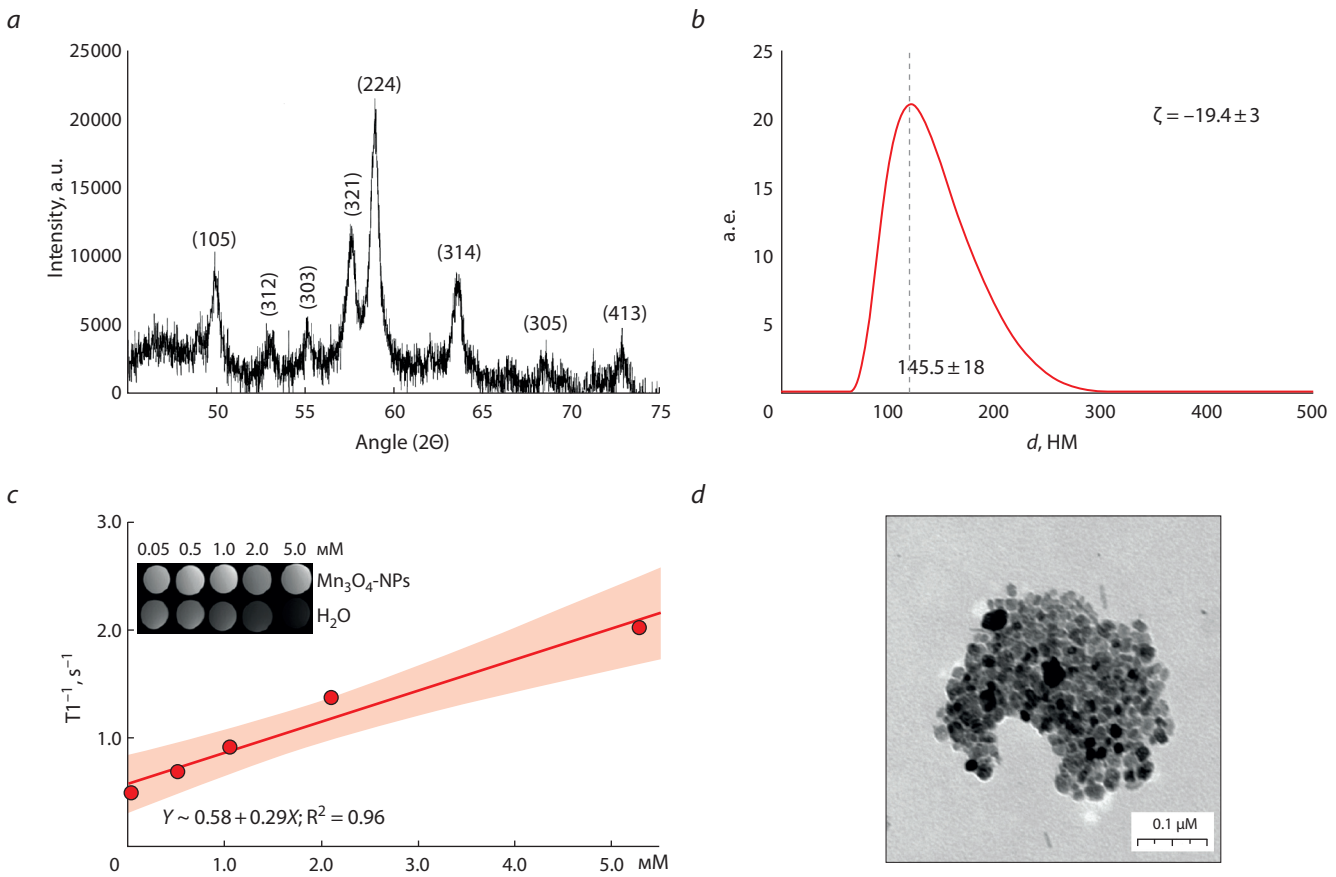 a
25000
20000
15000
10000
5000
0
Intensity, a.u.
(105)
(312)
(303)
(321)
(224)
(314)
(305)
(413)
50
55
60
65
70
75
Angle (2Θ)
b
25
20
15
10
5
a.e.
ζ = –19.4 ± 3
145.5 ± 18
0
100
200
300
400
500
d, НМ
c
3.0
2.0
1.0
T1⁻¹, s⁻¹
0.05 0.5 1.0 2.0 5.0 мМ
Mn₃O₄-NPs
H₂O
Y ~ 0.58 + 0.29X; R² = 0.96
0
1.0
2.0
3.0
4.0
5.0
мМ
d
0.1 µM